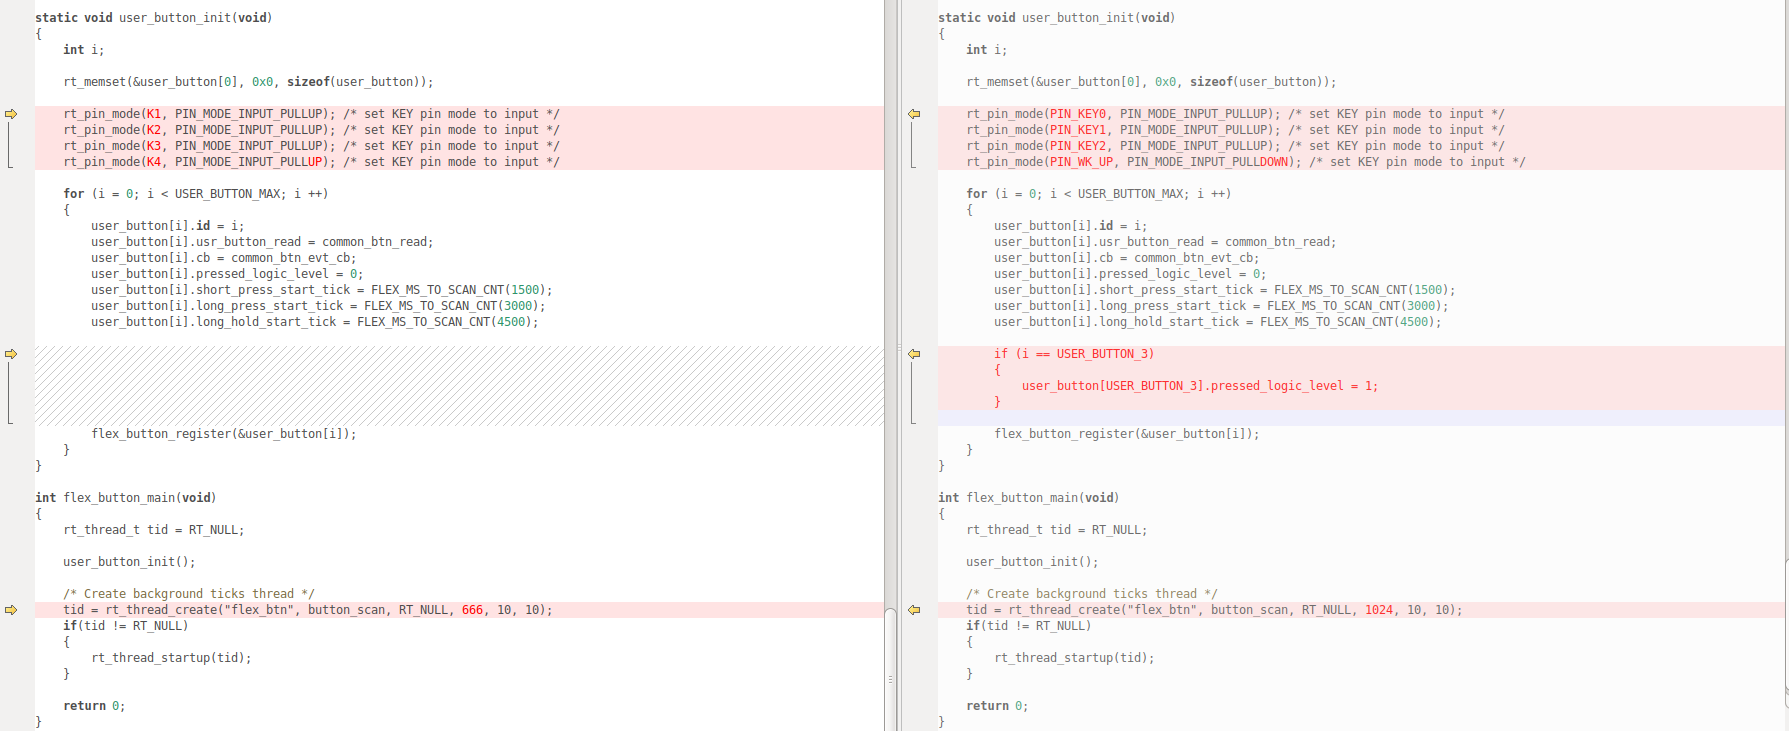 static void user_button_init(void)
{
    int i;

    rt_memset(&user_button[0], 0x0, sizeof(user_button));

    rt_pin_mode(K1, PIN_MODE_INPUT_PULLUP); /* set KEY pin mode to input */
    rt_pin_mode(K2, PIN_MODE_INPUT_PULLUP); /* set KEY pin mode to input */
    rt_pin_mode(K3, PIN_MODE_INPUT_PULLUP); /* set KEY pin mode to input */
    rt_pin_mode(K4, PIN_MODE_INPUT_PULLUP); /* set KEY pin mode to input */

    for (i = 0; i < USER_BUTTON_MAX; i ++)
    {
        user_button[i].id = i;
        user_button[i].usr_button_read = common_btn_read;
        user_button[i].cb = common_btn_evt_cb;
        user_button[i].pressed_logic_level = 0;
        user_button[i].short_press_start_tick = FLEX_MS_TO_SCAN_CNT(1500);
        user_button[i].long_press_start_tick = FLEX_MS_TO_SCAN_CNT(3000);
        user_button[i].long_hold_start_tick = FLEX_MS_TO_SCAN_CNT(4500);

        flex_button_register(&user_button[i]);
    }
}

int flex_button_main(void)
{
    rt_thread_t tid = RT_NULL;

    user_button_init();

    /* Create background ticks thread */
    tid = rt_thread_create("flex_btn", button_scan, RT_NULL, 666, 10, 10);
    if(tid != RT_NULL)
    {
        rt_thread_startup(tid);
    }

    return 0;
}
static void user_button_init(void)
{
    int i;

    rt_memset(&user_button[0], 0x0, sizeof(user_button));

    rt_pin_mode(PIN_KEY0, PIN_MODE_INPUT_PULLUP); /* set KEY pin mode to input */
    rt_pin_mode(PIN_KEY1, PIN_MODE_INPUT_PULLUP); /* set KEY pin mode to input */
    rt_pin_mode(PIN_KEY2, PIN_MODE_INPUT_PULLUP); /* set KEY pin mode to input */
    rt_pin_mode(PIN_WK_UP, PIN_MODE_INPUT_PULLDOWN); /* set KEY pin mode to input */

    for (i = 0; i < USER_BUTTON_MAX; i ++)
    {
        user_button[i].id = i;
        user_button[i].usr_button_read = common_btn_read;
        user_button[i].cb = common_btn_evt_cb;
        user_button[i].pressed_logic_level = 0;
        user_button[i].short_press_start_tick = FLEX_MS_TO_SCAN_CNT(1500);
        user_button[i].long_press_start_tick = FLEX_MS_TO_SCAN_CNT(3000);
        user_button[i].long_hold_start_tick = FLEX_MS_TO_SCAN_CNT(4500);

        if (i == USER_BUTTON_3)
        {
            user_button[USER_BUTTON_3].pressed_logic_level = 1;
        }

        flex_button_register(&user_button[i]);
    }
}

int flex_button_main(void)
{
    rt_thread_t tid = RT_NULL;

    user_button_init();

    /* Create background ticks thread */
    tid = rt_thread_create("flex_btn", button_scan, RT_NULL, 1024, 10, 10);
    if(tid != RT_NULL)
    {
        rt_thread_startup(tid);
    }

    return 0;
}